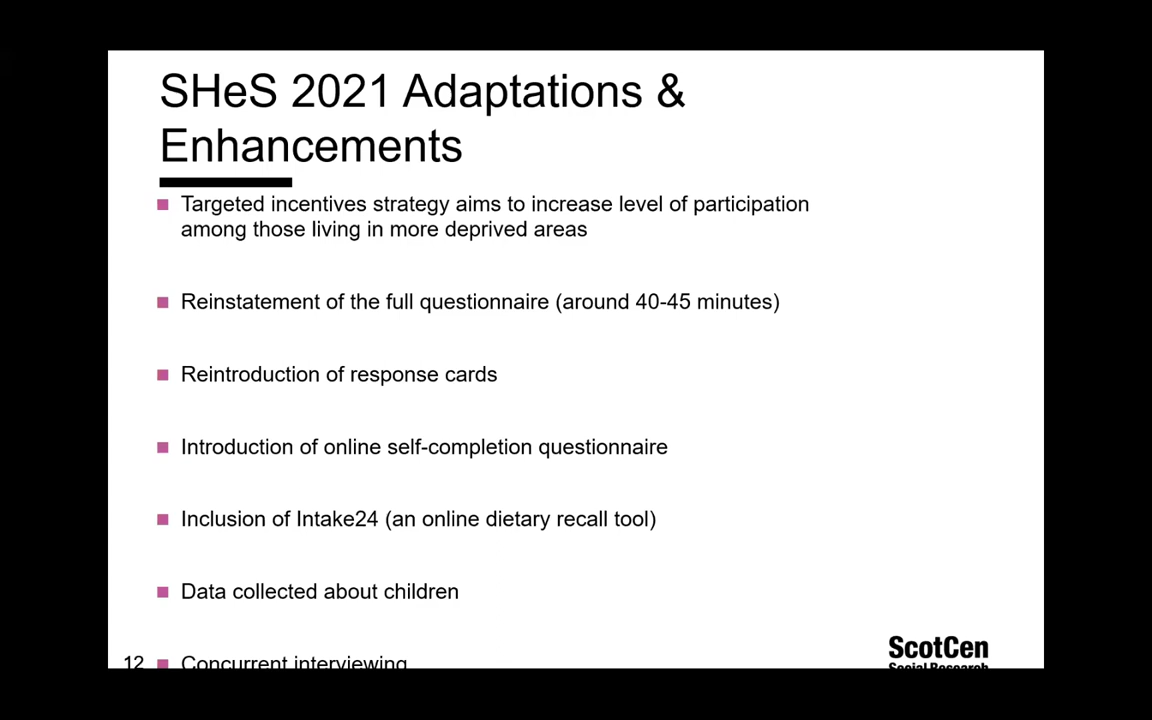 SHeS 2021 Adaptations &
Enhancements
Targeted incentives strategy aims to increase level of participation
among those living in more deprived areas
Reinstatement of the full questionnaire (around 40-45 minutes)
Reintroduction of response cards
Introduction of online self-completion questionnaire
Inclusion of Intake24 (an online dietary recall tool)
Data collected about children
Concurrent interviewing
12
ScotCen
Social Research